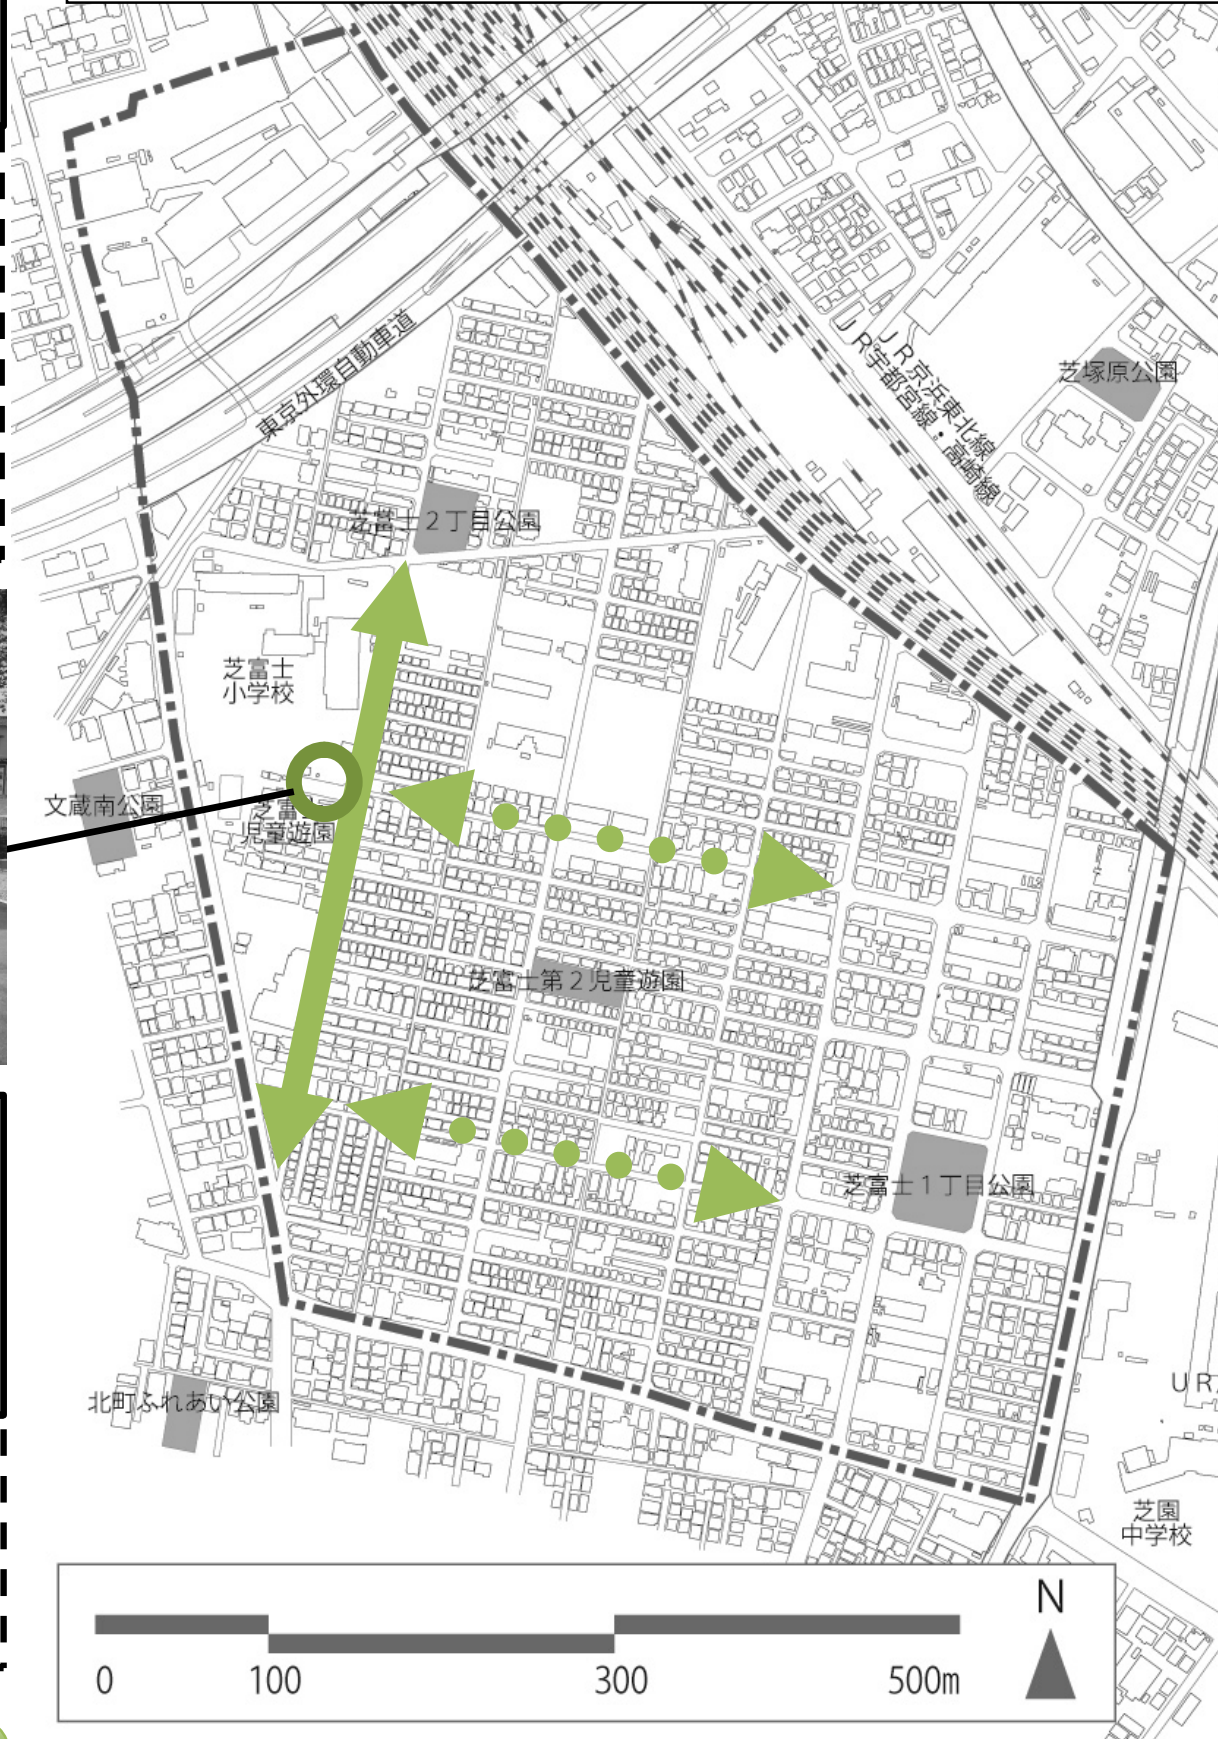 東京外環自動車道
JR京浜東北線
JR宇都宮線・高崎線
芝塚原公園
芝富士2丁目公園
芝富士
小学校
文蔵南公園
芝富士
児童遊園
芝富士第2児童遊園
芝富士1丁目公園
北町ふれあい公園
UR
芝園
中学校
N
0 100 300 500m